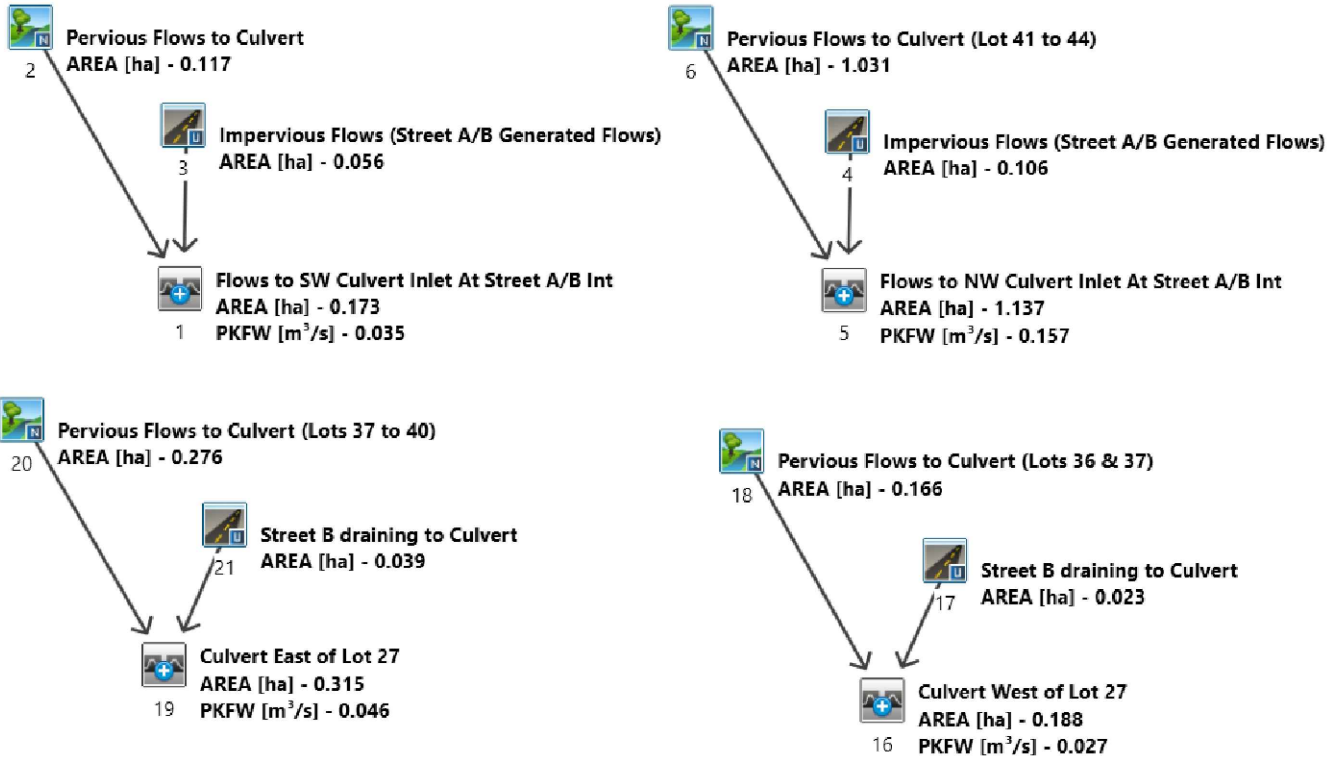 Pervious Flows to Culvert
AREA [ha] - 0.117
N
2
Impervious Flows (Street A/B Generated Flows)
AREA [ha] - 0.056
U
3
Flows to SW Culvert Inlet At Street A/B Int
AREA [ha] - 0.173
PKFW [m³/s] - 0.035
1
Pervious Flows to Culvert (Lot 41 to 44)
AREA [ha] - 1.031
N
6
Impervious Flows (Street A/B Generated Flows)
AREA [ha] - 0.106
U
4
Flows to NW Culvert Inlet At Street A/B Int
AREA [ha] - 1.137
PKFW [m³/s] - 0.157
5
Pervious Flows to Culvert (Lots 37 to 40)
AREA [ha] - 0.276
N
20
Street B draining to Culvert
AREA [ha] - 0.039
U
21
Culvert East of Lot 27
AREA [ha] - 0.315
PKFW [m³/s] - 0.046
19
Pervious Flows to Culvert (Lots 36 & 37)
AREA [ha] - 0.166
N
18
Street B draining to Culvert
AREA [ha] - 0.023
U
17
Culvert West of Lot 27
AREA [ha] - 0.188
PKFW [m³/s] - 0.027
16